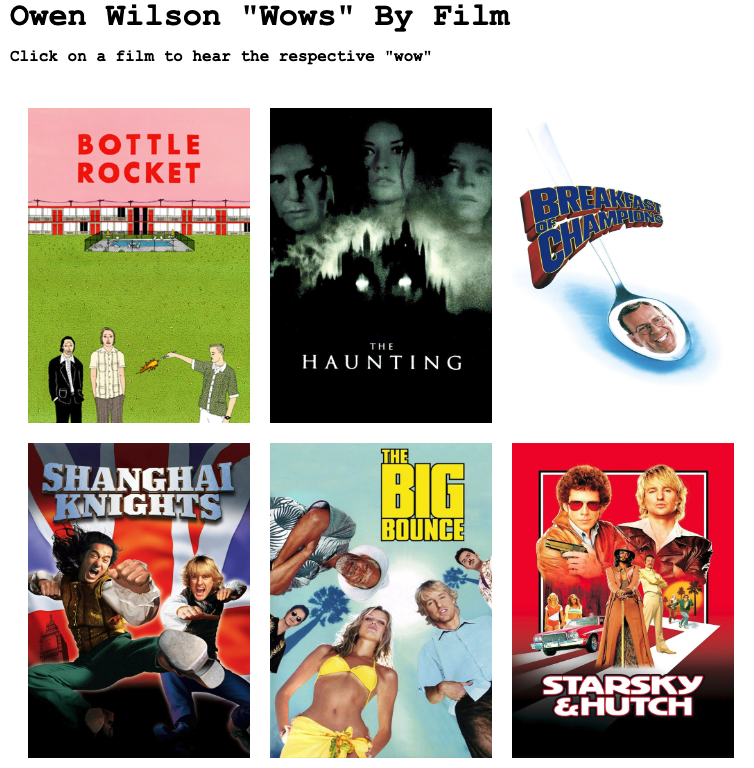 Owen Wilson "Wows" By Film
Click on a film to hear the respective "wow"
BOTTLE
ROCKET
THE
HAUNTING
BREAKFAST
OF
CHAMPIONS
SHANGHAI
KNIGHTS
THE
BIG
BOUNCE
STARSKY
&HUTCH